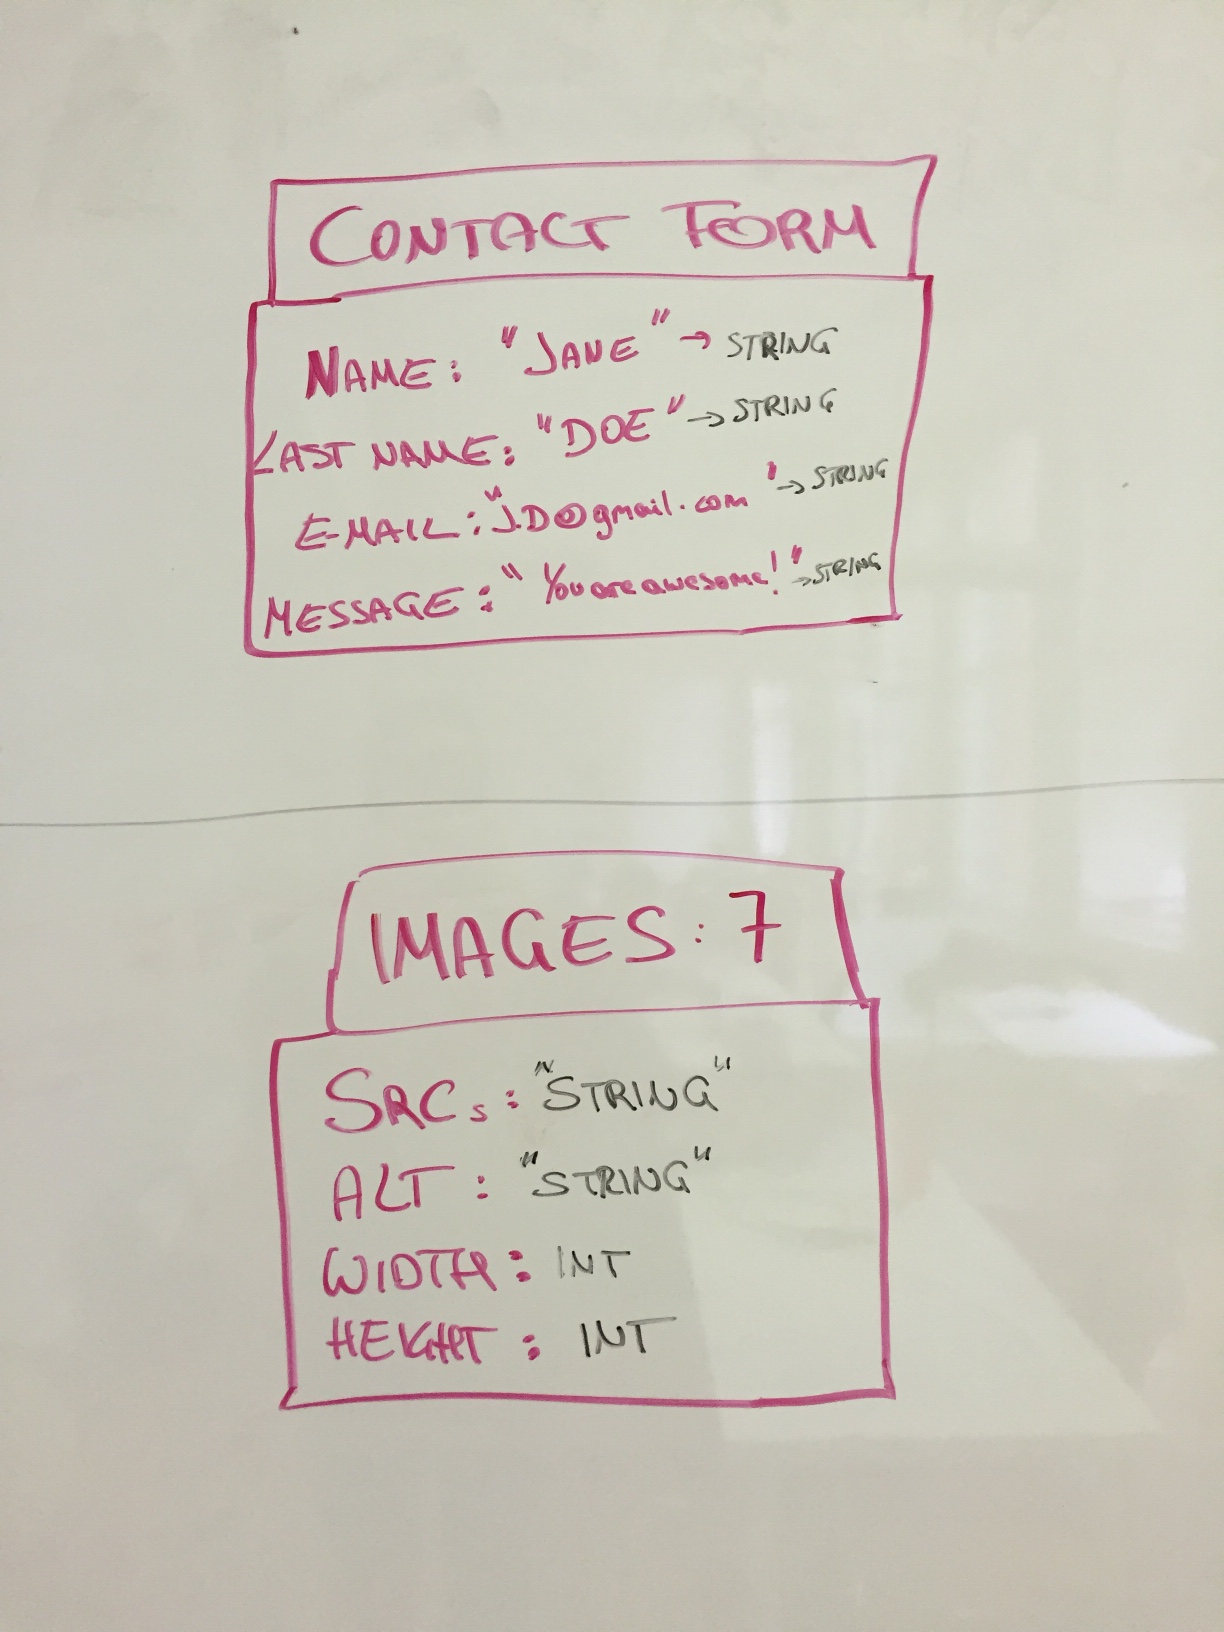 CONTACT FORM
NAME: "JANE" → STRING
LAST NAME: "DOE" → STRING
E-MAIL: "J.D@gmail.com" → STRING
MESSAGE: "You are awesome!" → STRING
IMAGES: 7
SRCs: "STRING"
ALT: "STRING"
WIDTH: INT
HEIGHT: INT